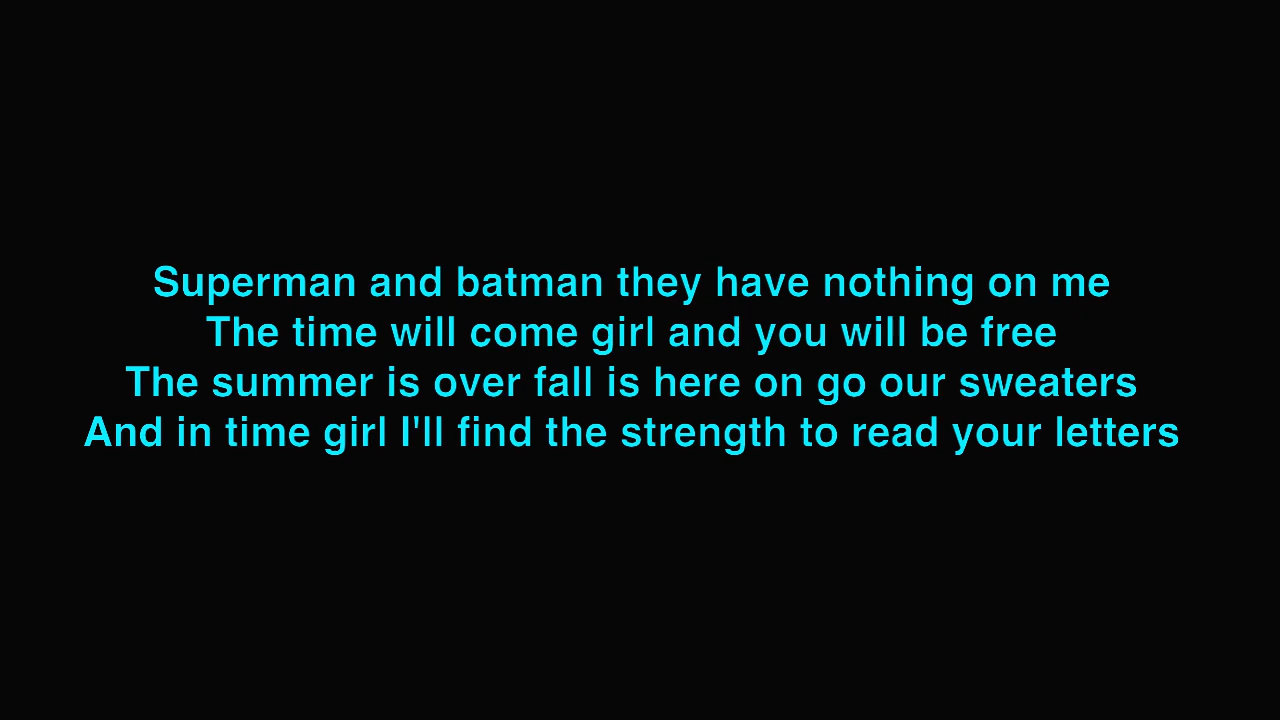 Superman and batman they have nothing on me
The time will come girl and you will be free
The summer is over fall is here on go our sweaters
And in time girl I'll find the strength to read your letters